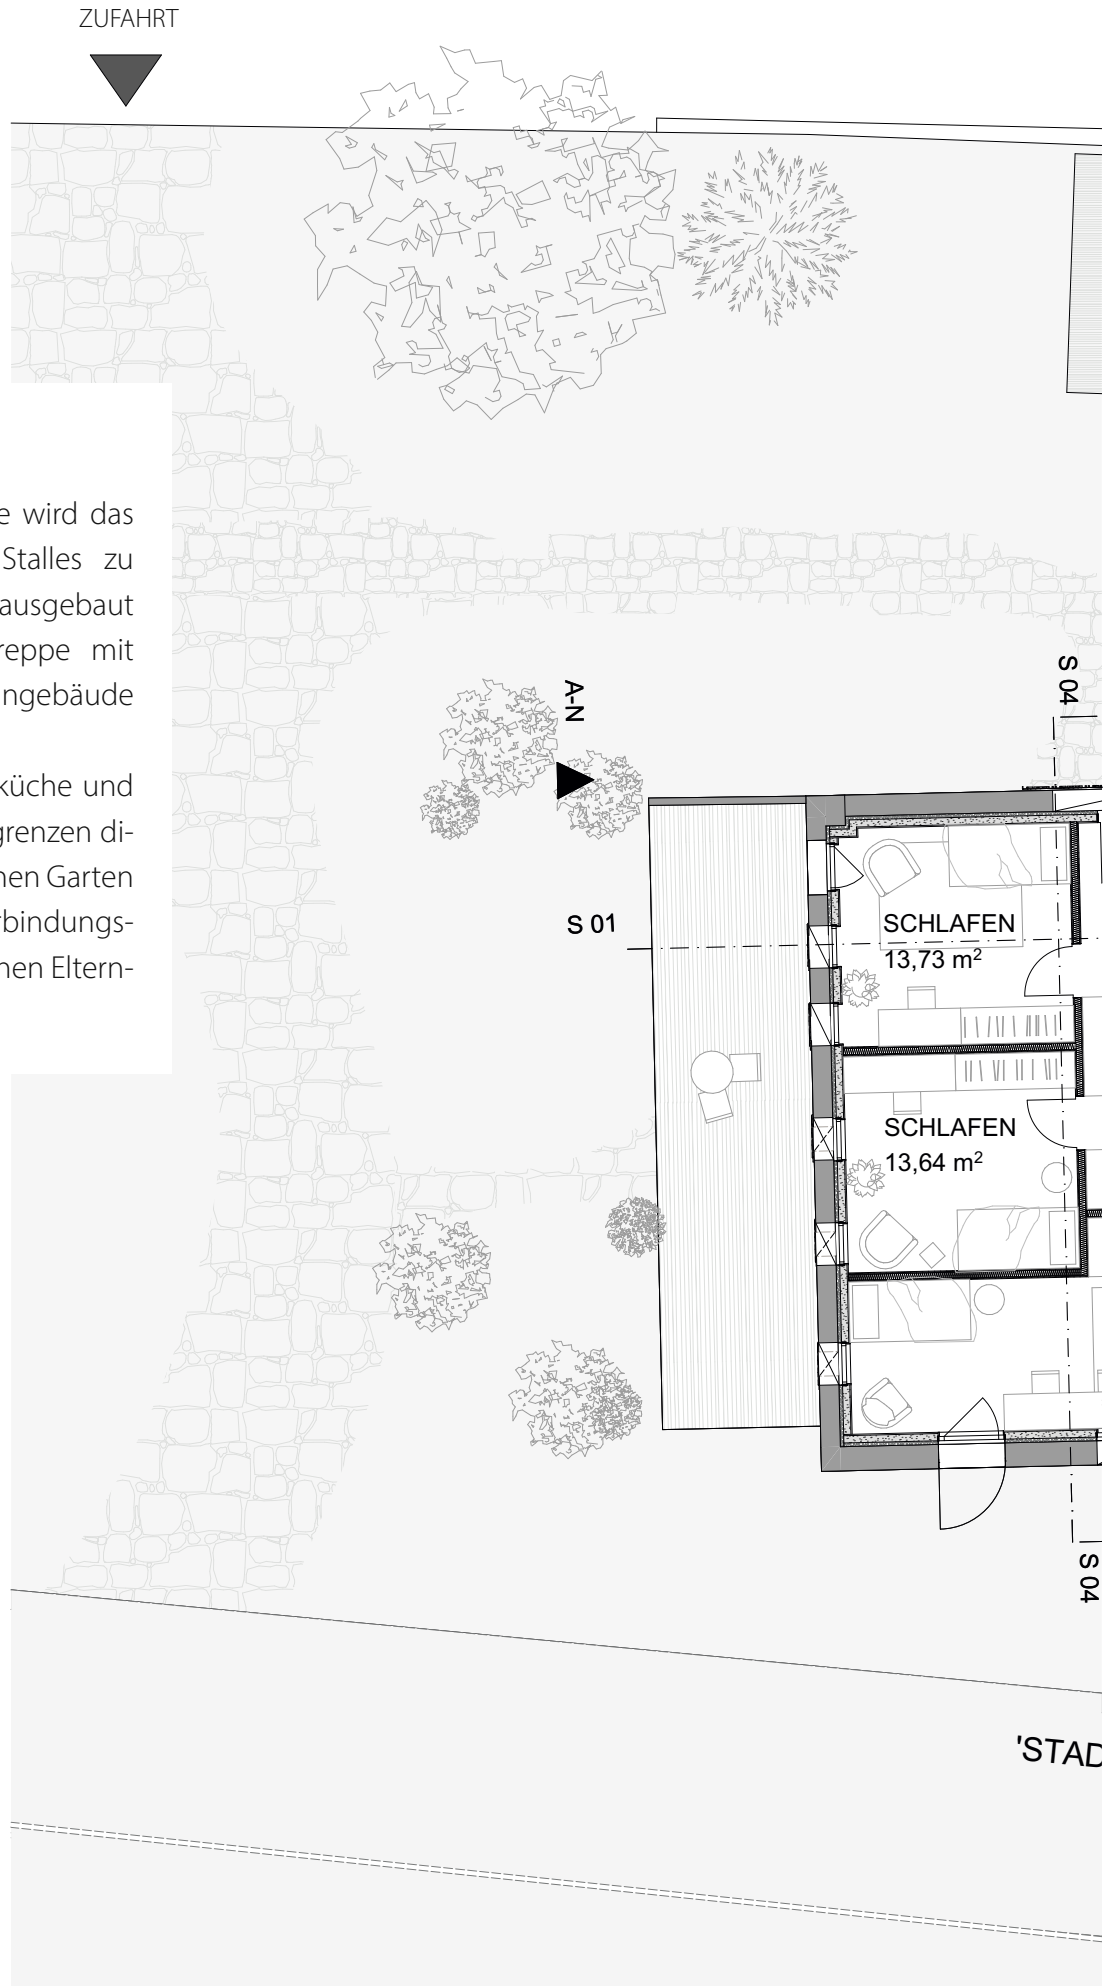 ZUFAHRT
e wird das
Stalles zu
ausgebaut
reppe mit
ngebäude
küche und
grenzen di-
nen Garten
rbindungs-
nen Eltern-
A-N
S 04
S 01
SCHLAFEN
13,73 m²
SCHLAFEN
13,64 m²
S 04
'STAD